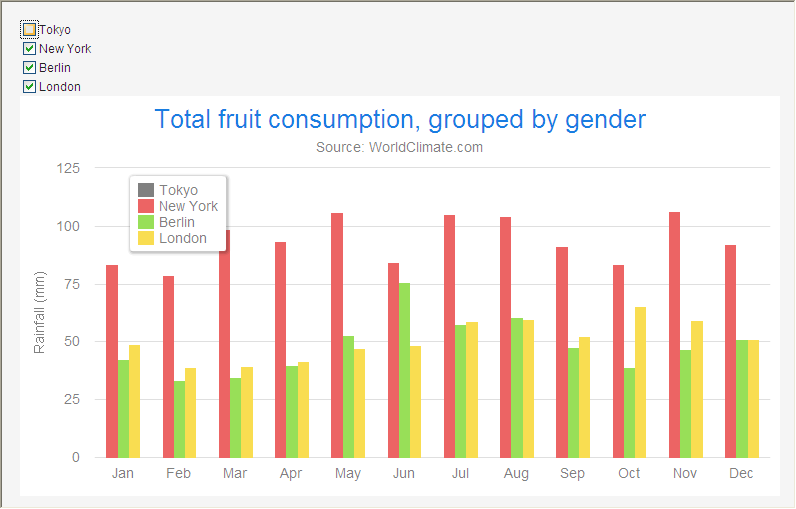 Tokyo
New York
Berlin
London
Total fruit consumption, grouped by gender
Source: WorldClimate.com
Rainfall (mm)
125
100
75
50
25
0
Tokyo
New York
Berlin
London
Jan Feb Mar Apr May Jun Jul Aug Sep Oct Nov Dec